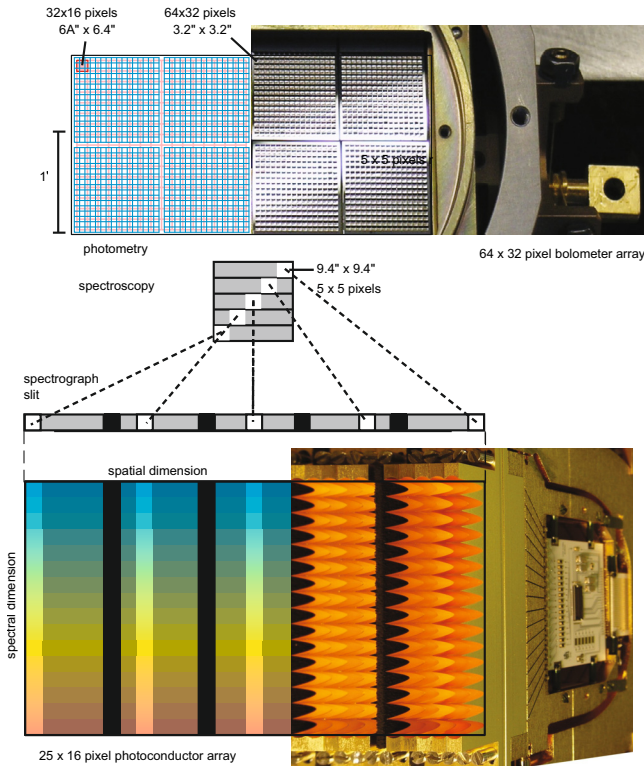 32x16 pixels
6A" x 6.4"
64x32 pixels
3.2" x 3.2"
5 x 5 pixels
1'
photometry
64 x 32 pixel bolometer array
spectroscopy
9.4" x 9.4"
5 x 5 pixels
spectrograph
slit
spatial dimension
spectral dimension
25 x 16 pixel photoconductor array